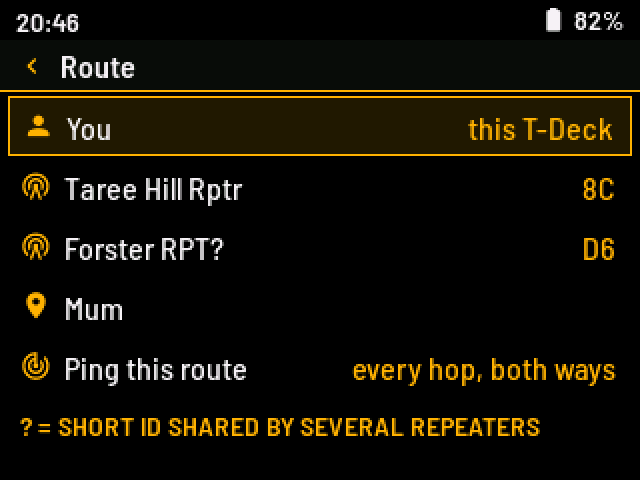 20:46 82%
Route
You this T-Deck
Taree Hill Rptr 8C
Forster RPT? D6
Mum
Ping this route every hop, both ways
? = SHORT ID SHARED BY SEVERAL REPEATERS